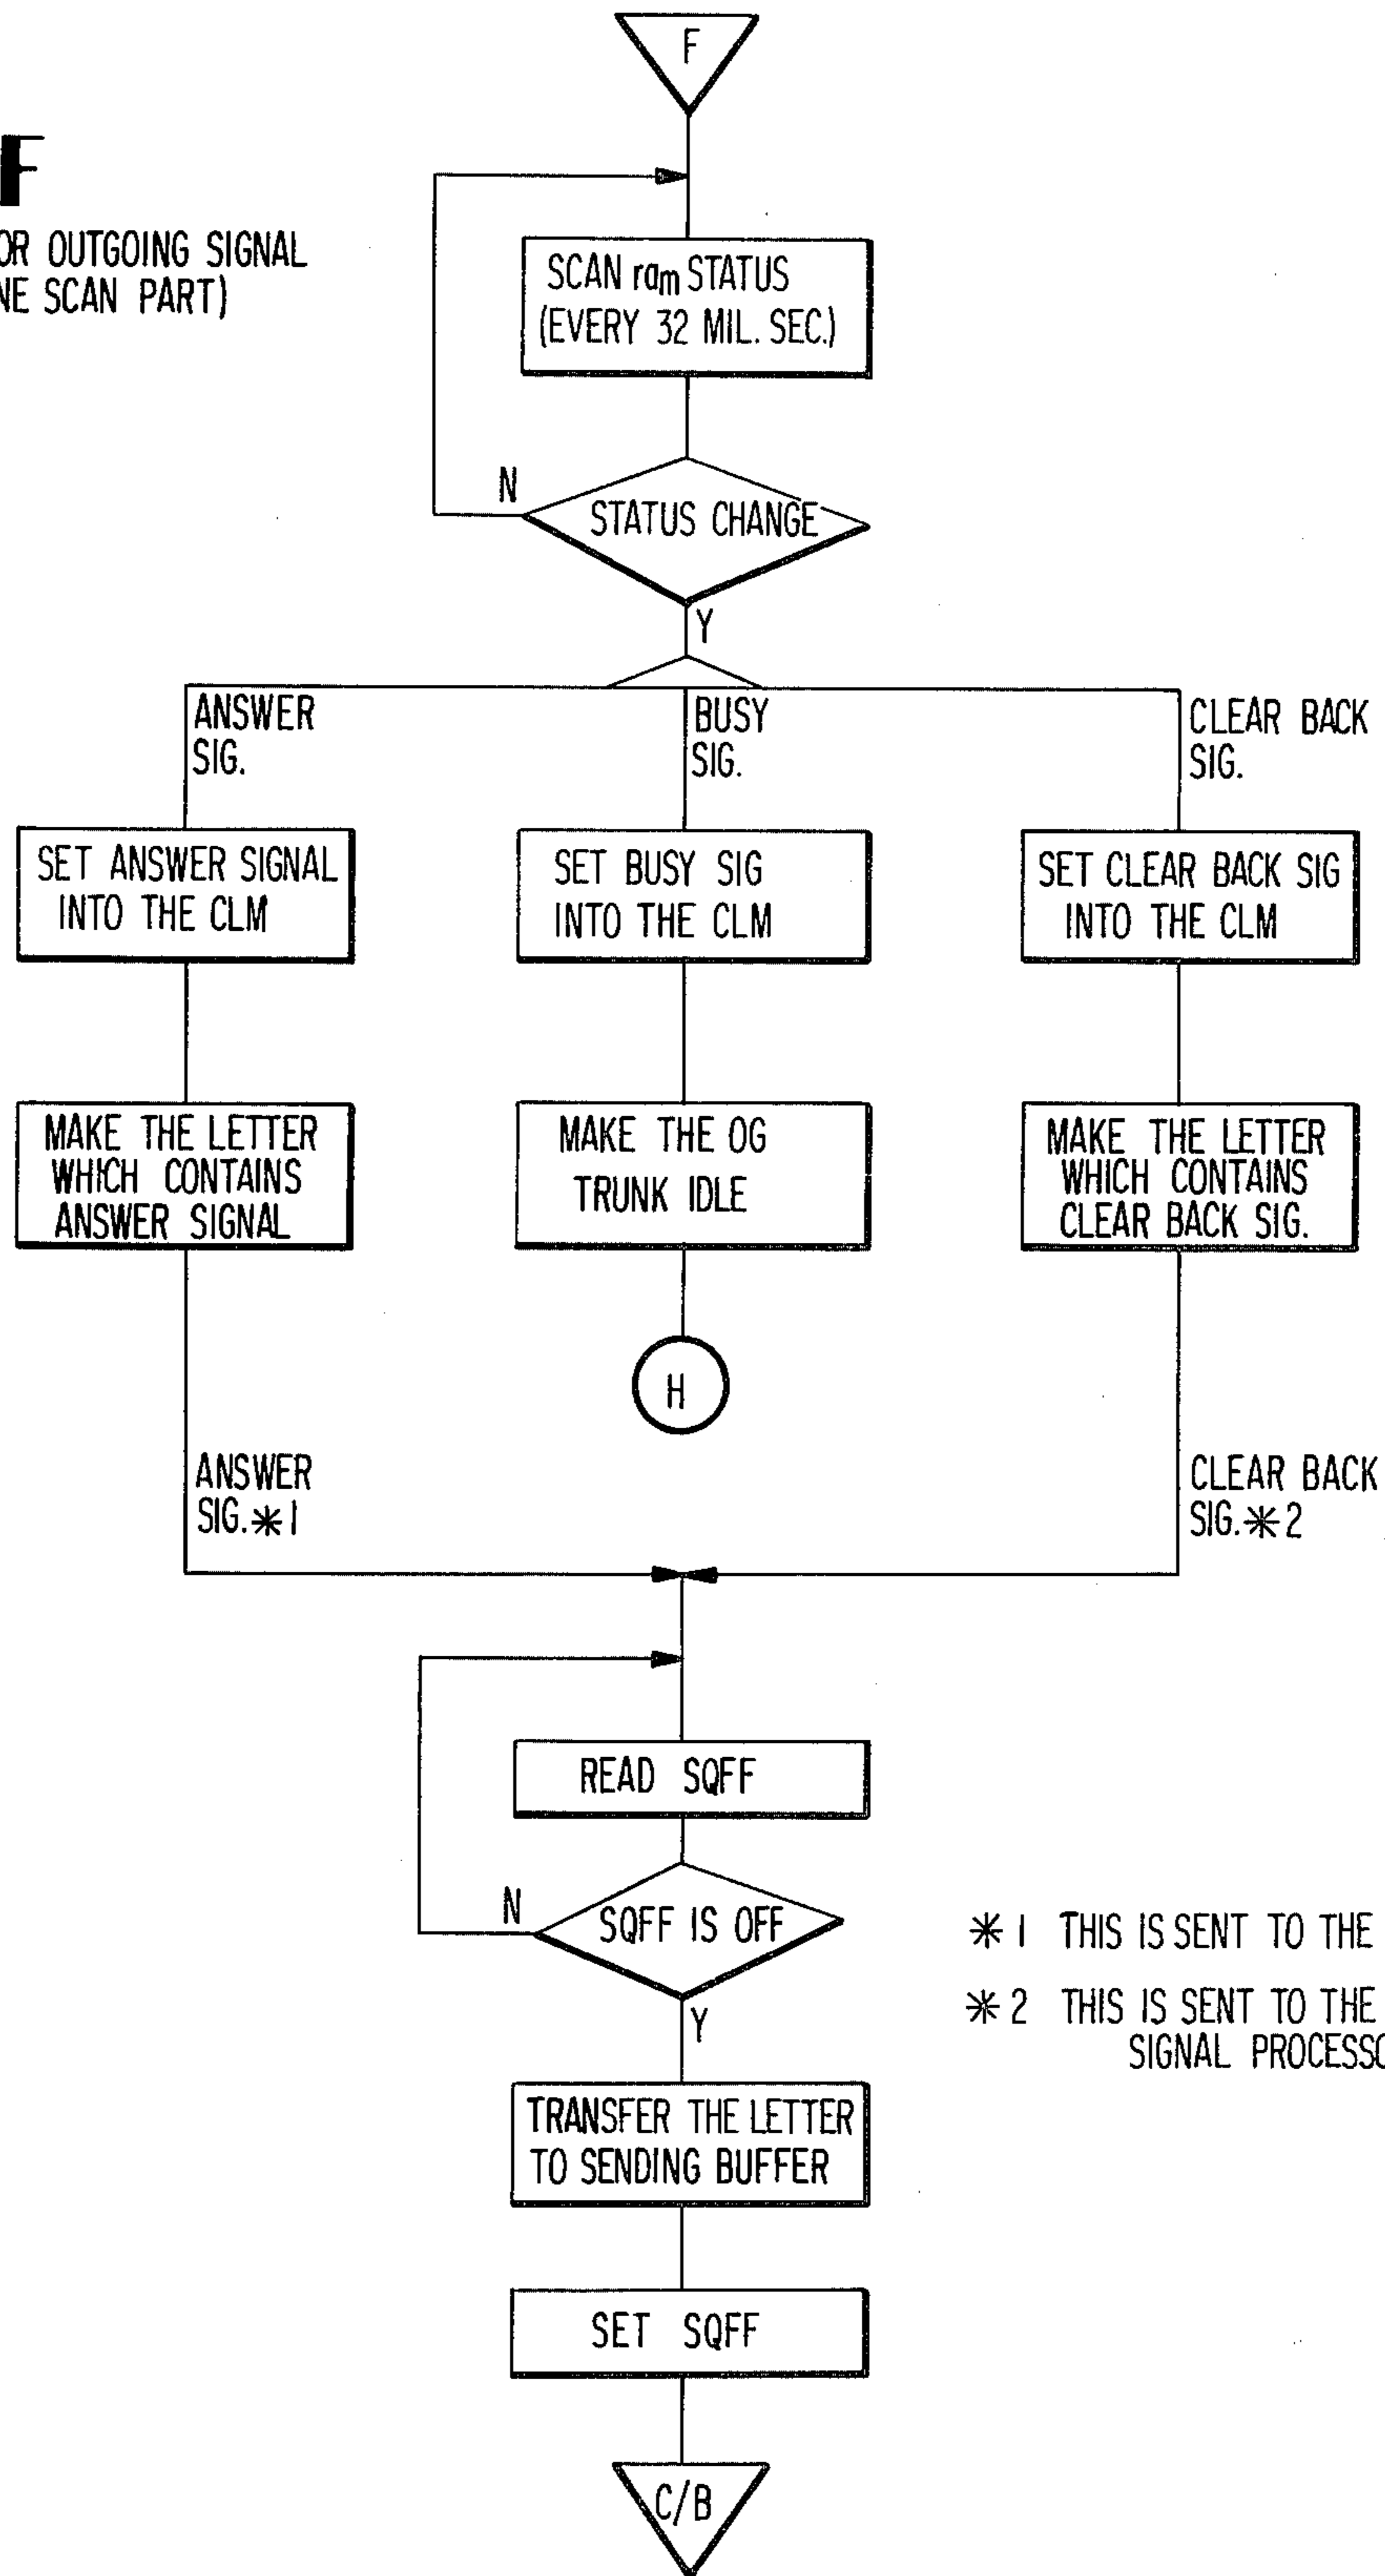 F
F
OR OUTGOING SIGNAL
NE SCAN PART)
SCAN ram STATUS
(EVERY 32 MIL. SEC.)
N
STATUS CHANGE
Y
ANSWER
SIG.
BUSY
SIG.
CLEAR BACK
SIG.
SET ANSWER SIGNAL
INTO THE CLM
SET BUSY SIG
INTO THE CLM
SET CLEAR BACK SIG
INTO THE CLM
MAKE THE LETTER
WHICH CONTAINS
ANSWER SIGNAL
MAKE THE OG
TRUNK IDLE
MAKE THE LETTER
WHICH CONTAINS
CLEAR BACK SIG.
H
ANSWER
SIG.*1
CLEAR BACK
SIG.*2
READ SQFF
N
SQFF IS OFF
Y
*1 THIS IS SENT TO THE
*2 THIS IS SENT TO THE
SIGNAL PROCESSO
TRANSFER THE LETTER
TO SENDING BUFFER
SET SQFF
C/B